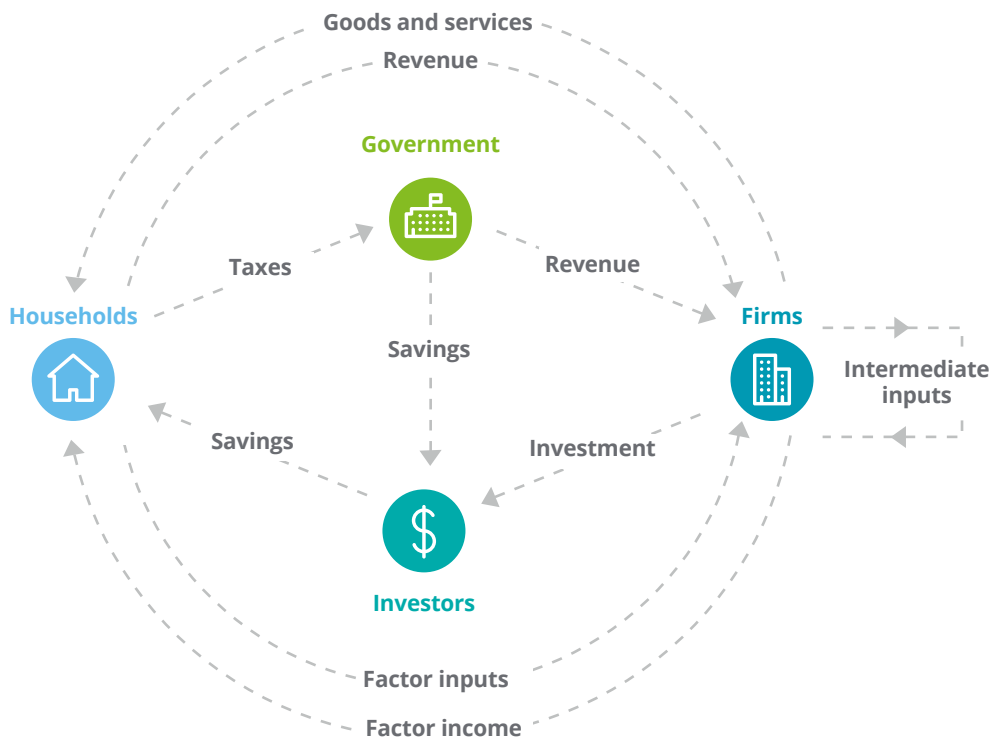 Goods and services
Revenue
Government
Taxes
Revenue
Households
Firms
Savings
Intermediate
inputs
Savings
Investment
Investors
Factor inputs
Factor income